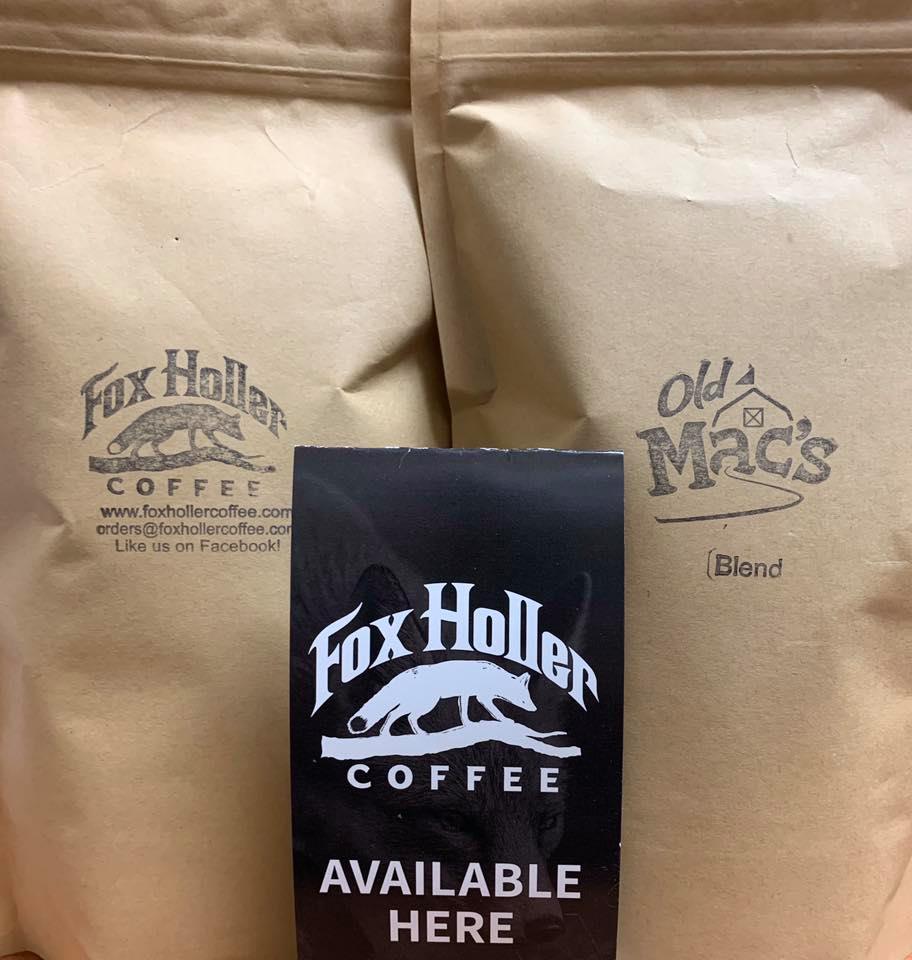 Fox Holler
COFFEE
www.foxhollercoffee.com
orders@foxhollercoffee.com
Like us on Facebook!
Old
Mac's
(Blend
Fox Holler
COFFEE
AVAILABLE
HERE